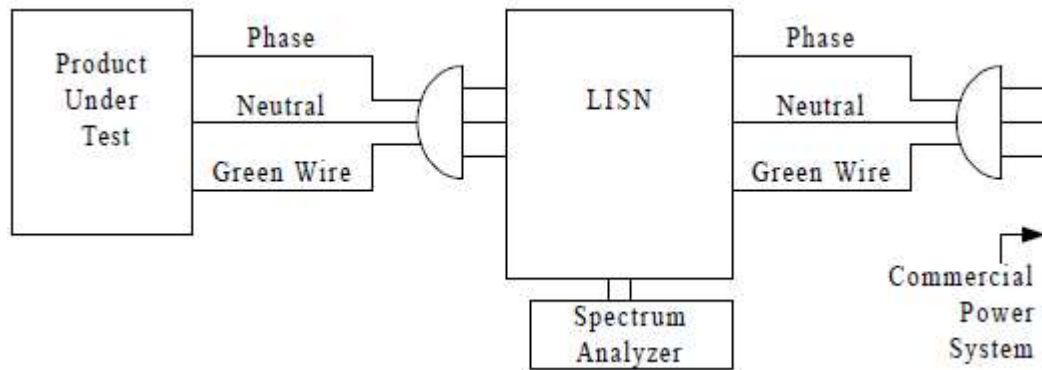 Product
Under
Test
Phase
Neutral
Green Wire
LISN
Phase
Neutral
Green Wire
Spectrum
Analyzer
Commercial
Power
System